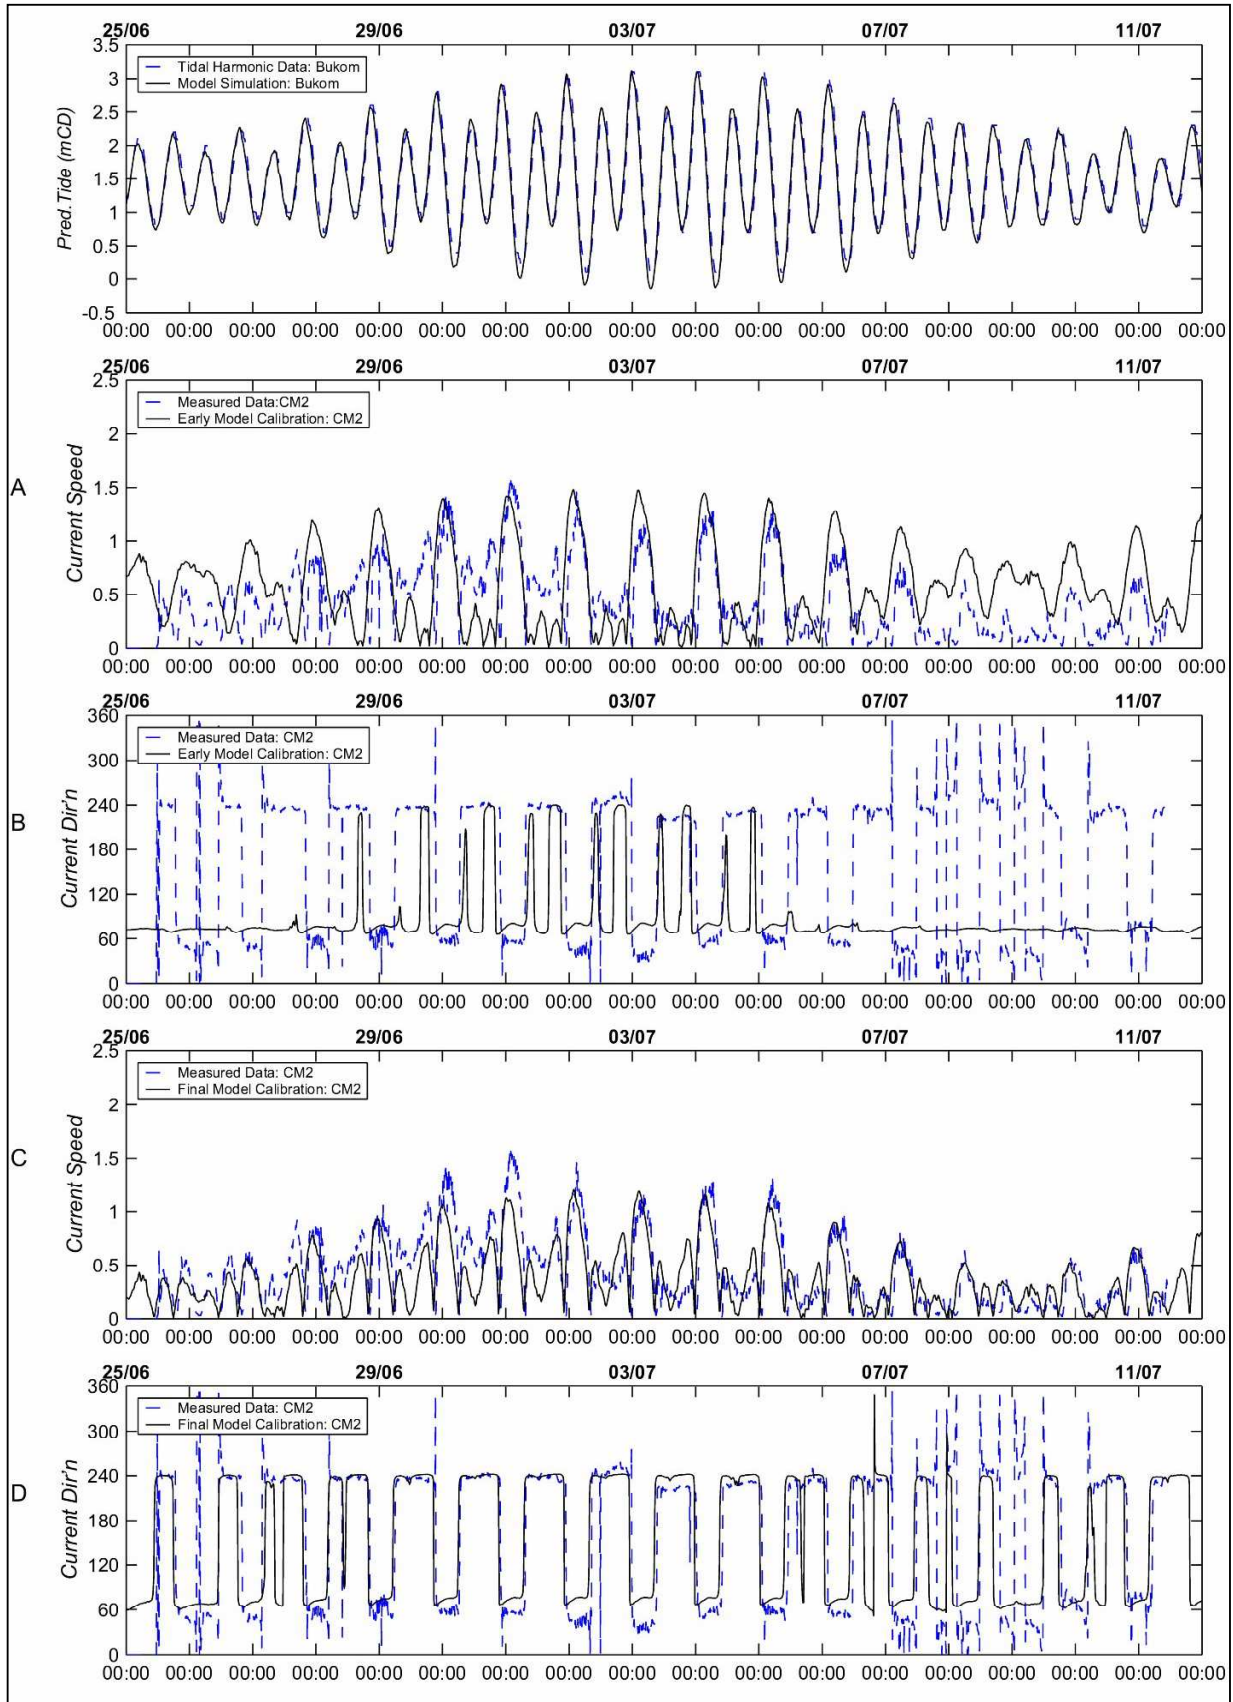 25/06 29/06 03/07 07/07 11/07
3.5
Tidal Harmonic Data: Bukom
Model Simulation: Bukom
3
2.5
2
1.5
1
0.5
0
-0.5
Pred.Tide (mCD)
00:00 00:00 00:00 00:00 00:00 00:00 00:00 00:00 00:00 00:00 00:00 00:00 00:00 00:00 00:00 00:00 00:00 00:00
25/06 29/06 03/07 07/07 11/07
2.5
Measured Data:CM2
Early Model Calibration: CM2
2
A
1.5
1
0.5
0
Current Speed
00:00 00:00 00:00 00:00 00:00 00:00 00:00 00:00 00:00 00:00 00:00 00:00 00:00 00:00 00:00 00:00 00:00 00:00
25/06 29/06 03/07 07/07 11/07
360
Measured Data: CM2
Early Model Calibration: CM2
300
240
B
180
120
60
0
Current Dir'n
00:00 00:00 00:00 00:00 00:00 00:00 00:00 00:00 00:00 00:00 00:00 00:00 00:00 00:00 00:00 00:00 00:00 00:00
25/06 29/06 03/07 07/07 11/07
2.5
Measured Data: CM2
Final Model Calibration: CM2
2
C
1.5
1
0.5
0
Current Speed
00:00 00:00 00:00 00:00 00:00 00:00 00:00 00:00 00:00 00:00 00:00 00:00 00:00 00:00 00:00 00:00 00:00 00:00
25/06 29/06 03/07 07/07 11/07
360
Measured Data: CM2
Final Model Calibration: CM2
300
240
D
180
120
60
0
Current Dir'n
00:00 00:00 00:00 00:00 00:00 00:00 00:00 00:00 00:00 00:00 00:00 00:00 00:00 00:00 00:00 00:00 00:00 00:00